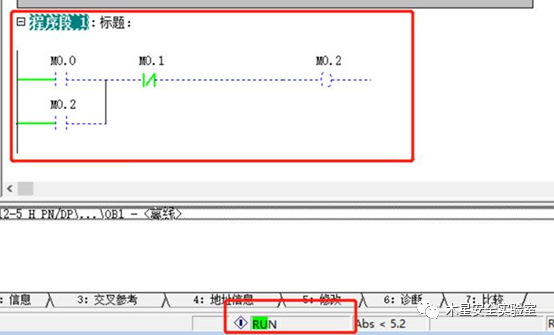 程序段 1:标题:
M0.0 M0.1 M0.2
M0.2
12-5 H PN/DP\...\OB1 - <离线>
: 信息 3: 交叉参考 4: 地址信息 5: 修改 6: 诊断 7: 比较
木星安全实验室
RUN Abs < 5.2 R